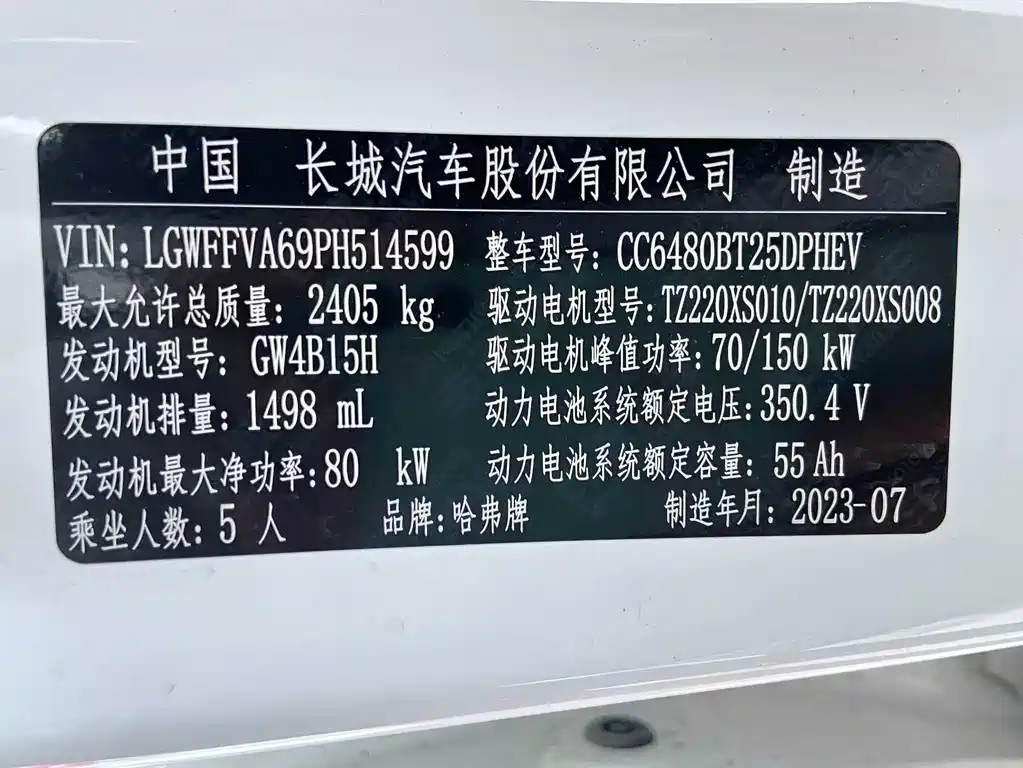 中国 长城汽车股份有限公司 制造
VIN: LGWFFVA69PH514599 整车型号: CC6480BT25DPHEV
最大允许总质量: 2405 kg 驱动电机型号: TZ220XS010/TZ220XS008
发动机型号: GW4B15H 驱动电机峰值功率: 70/150 kW
发动机排量: 1498 mL 动力电池系统额定电压: 350.4 V
发动机最大净功率: 80 kW 动力电池系统额定容量: 55 Ah
乘坐人数: 5 人 品牌: 哈弗牌 制造年月: 2023-07